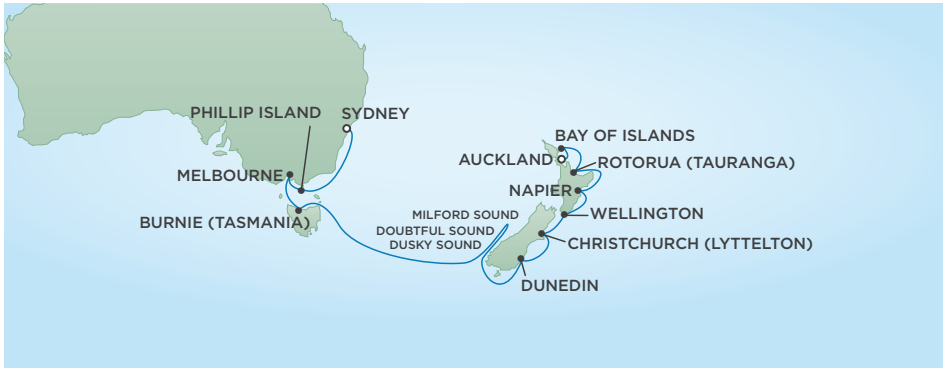 PHILLIP ISLAND
SYDNEY
BAY OF ISLANDS
AUCKLAND
ROTORUA (TAURANGA)
MELBOURNE
NAPIER
BURNIE (TASMANIA)
MILFORD SOUND
WELLINGTON
DOUBTFUL SOUND
DUSKY SOUND
CHRISTCHURCH (LYTTELTON)
DUNEDIN